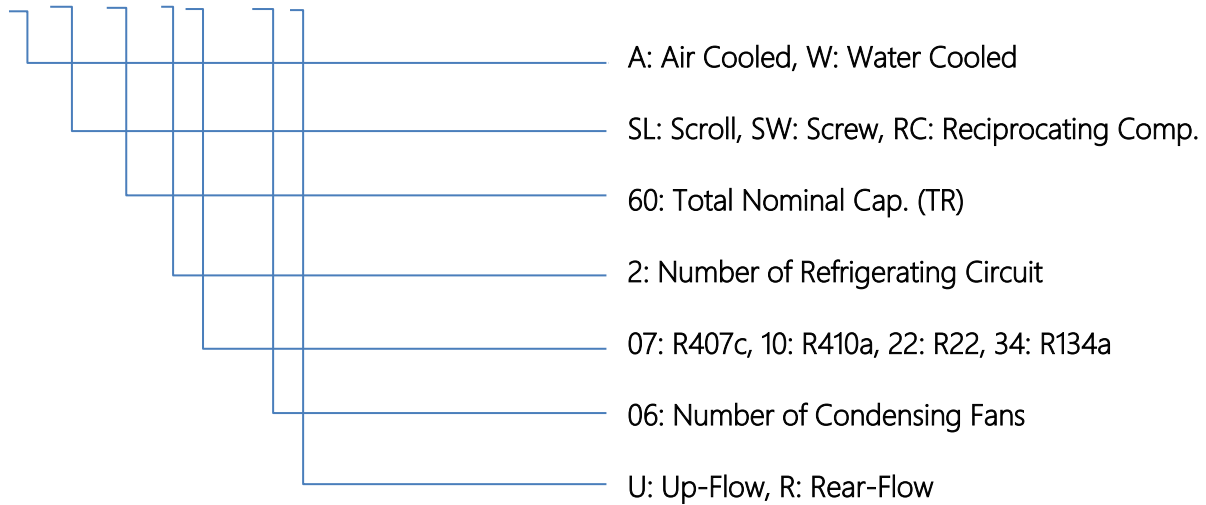 A: Air Cooled, W: Water Cooled
SL: Scroll, SW: Screw, RC: Reciprocating Comp.
60: Total Nominal Cap. (TR)
2: Number of Refrigerating Circuit
07: R407c, 10: R410a, 22: R22, 34: R134a
06: Number of Condensing Fans
U: Up-Flow, R: Rear-Flow